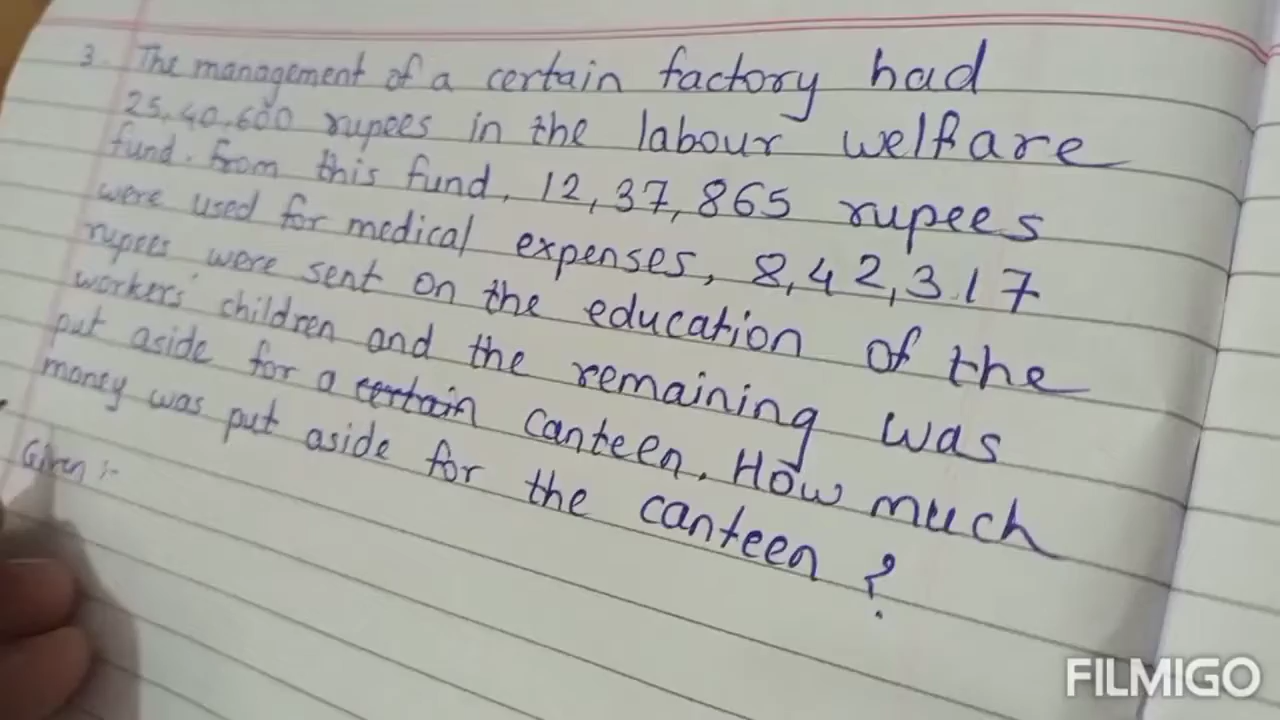 3. The management of a certain factory had
25,40,600 rupees in the labour welfare
fund. From this fund, 12,37,865 rupees
were used for medical expenses, 8,42,317
rupees were sent on the education of the
workers' children and the remaining was
put aside for a certain canteen. How much
money was put aside for the canteen?
Given :-
FILMIGO